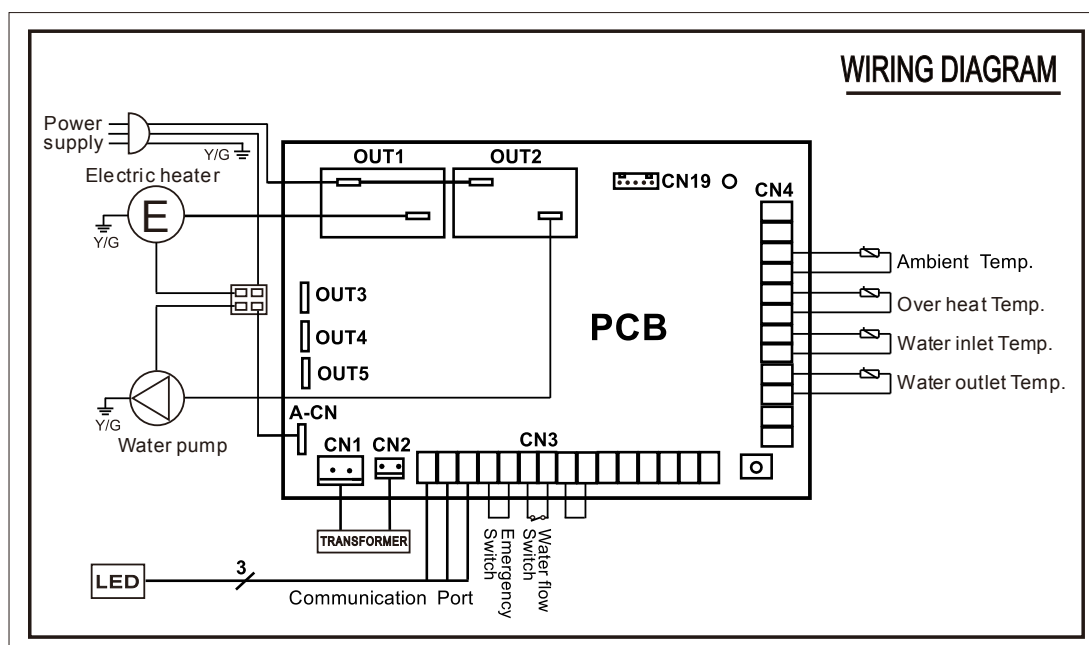 WIRING DIAGRAM
Power
supply
Y/G
Electric heater
E
Y/G
OUT1
OUT2
CN19
CN4
Ambient Temp.
Over heat Temp.
Water inlet Temp.
Water outlet Temp.
OUT3
OUT4
OUT5
PCB
A-CN
Y/G
Water pump
CN1
CN2
CN3
TRANSFORMER
Emergency
Switch
Water flow
Switch
LED
3
Communication Port